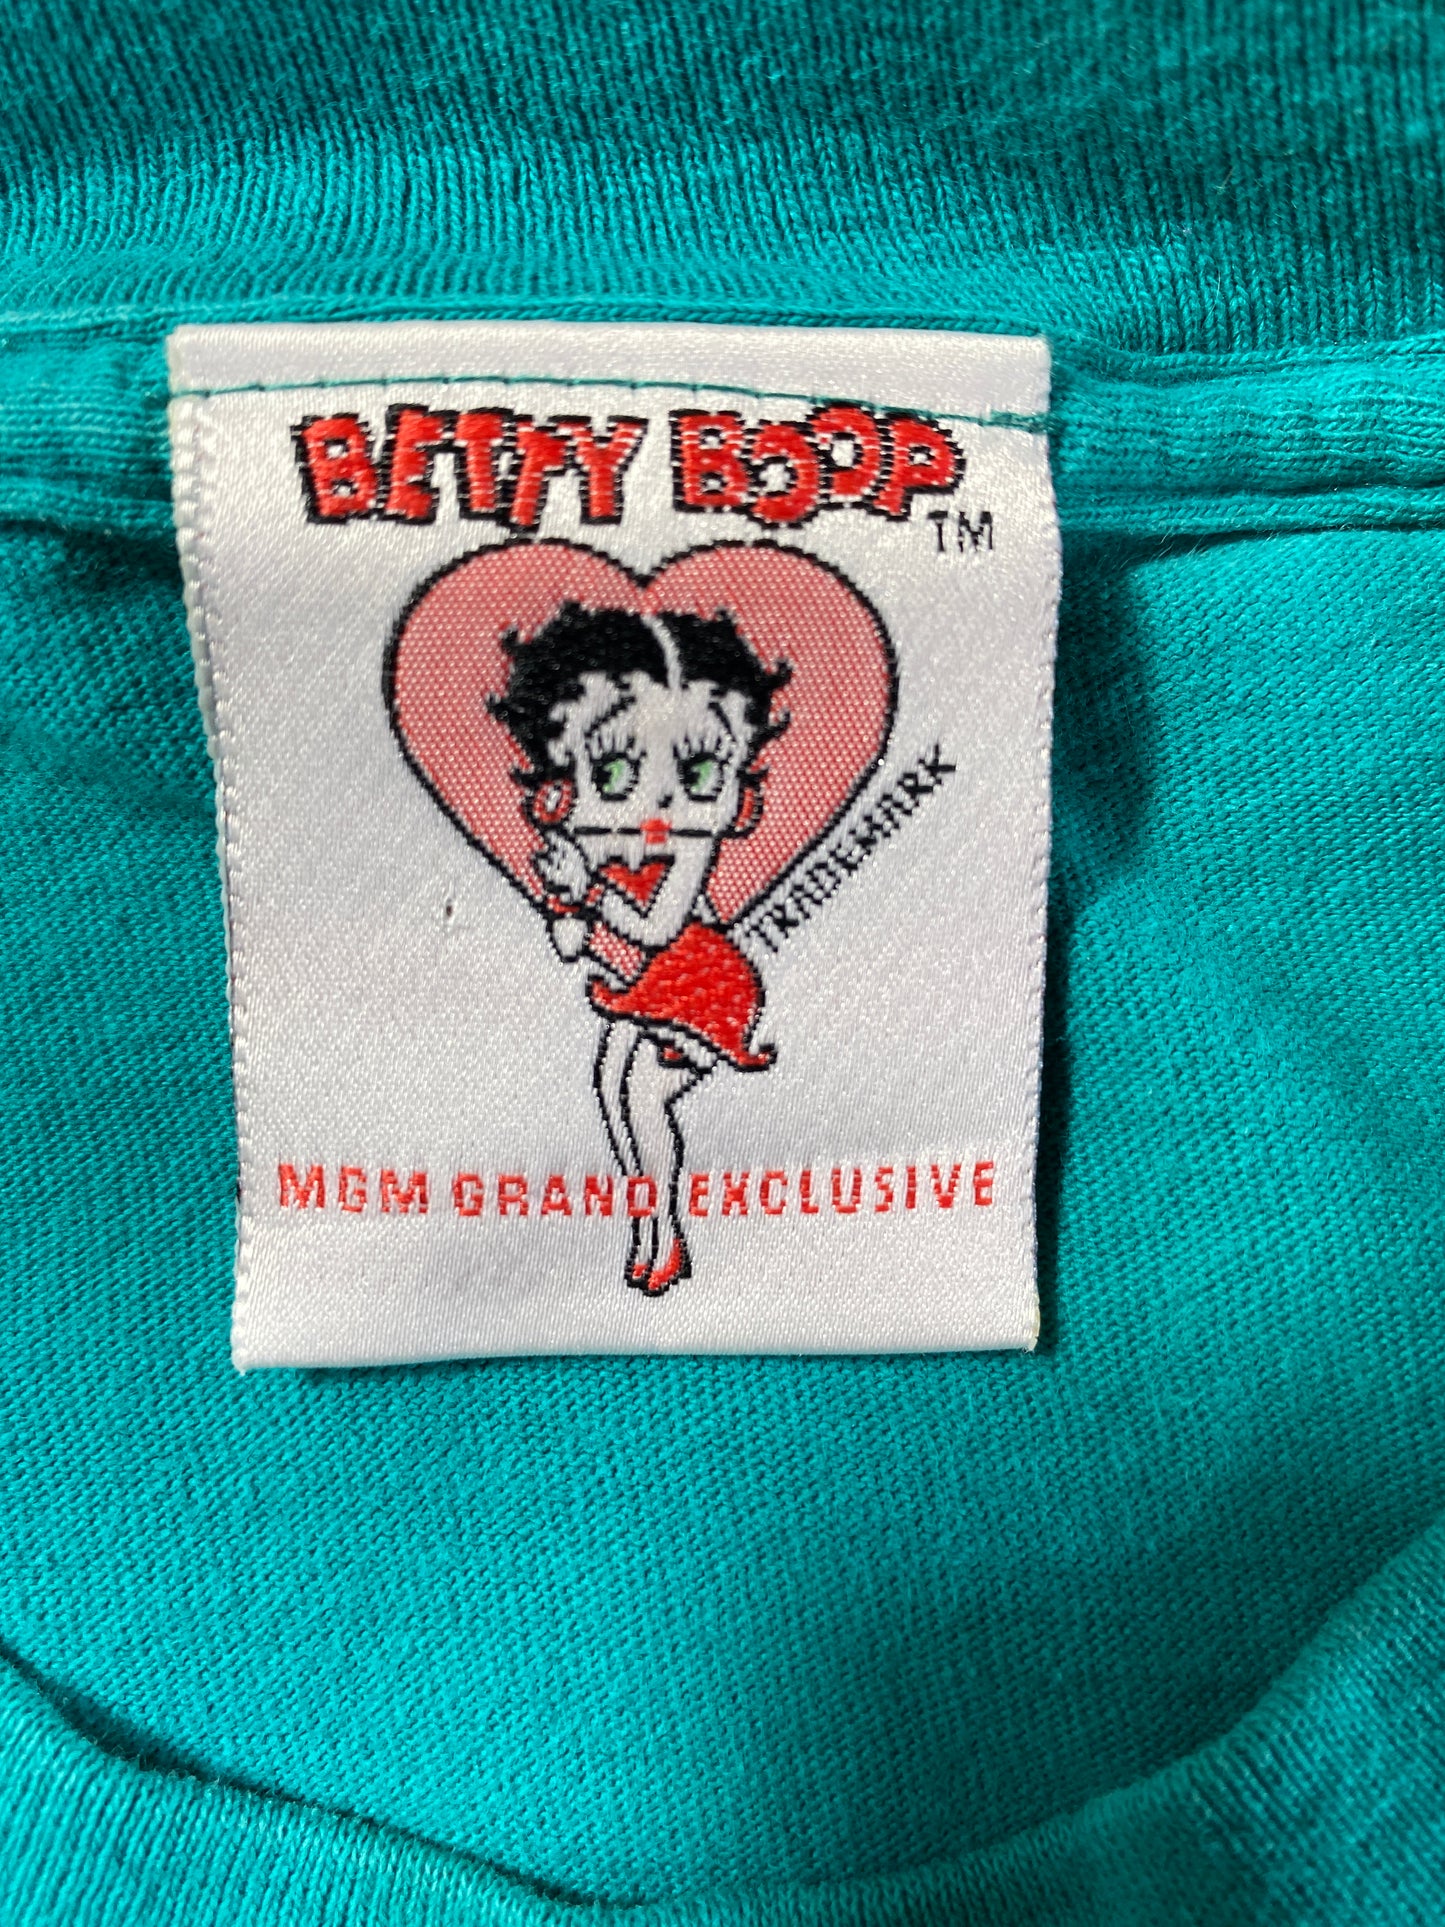 BETTY BOOP
TM
TRADEMARK
MGM GRAND EXCLUSIVE